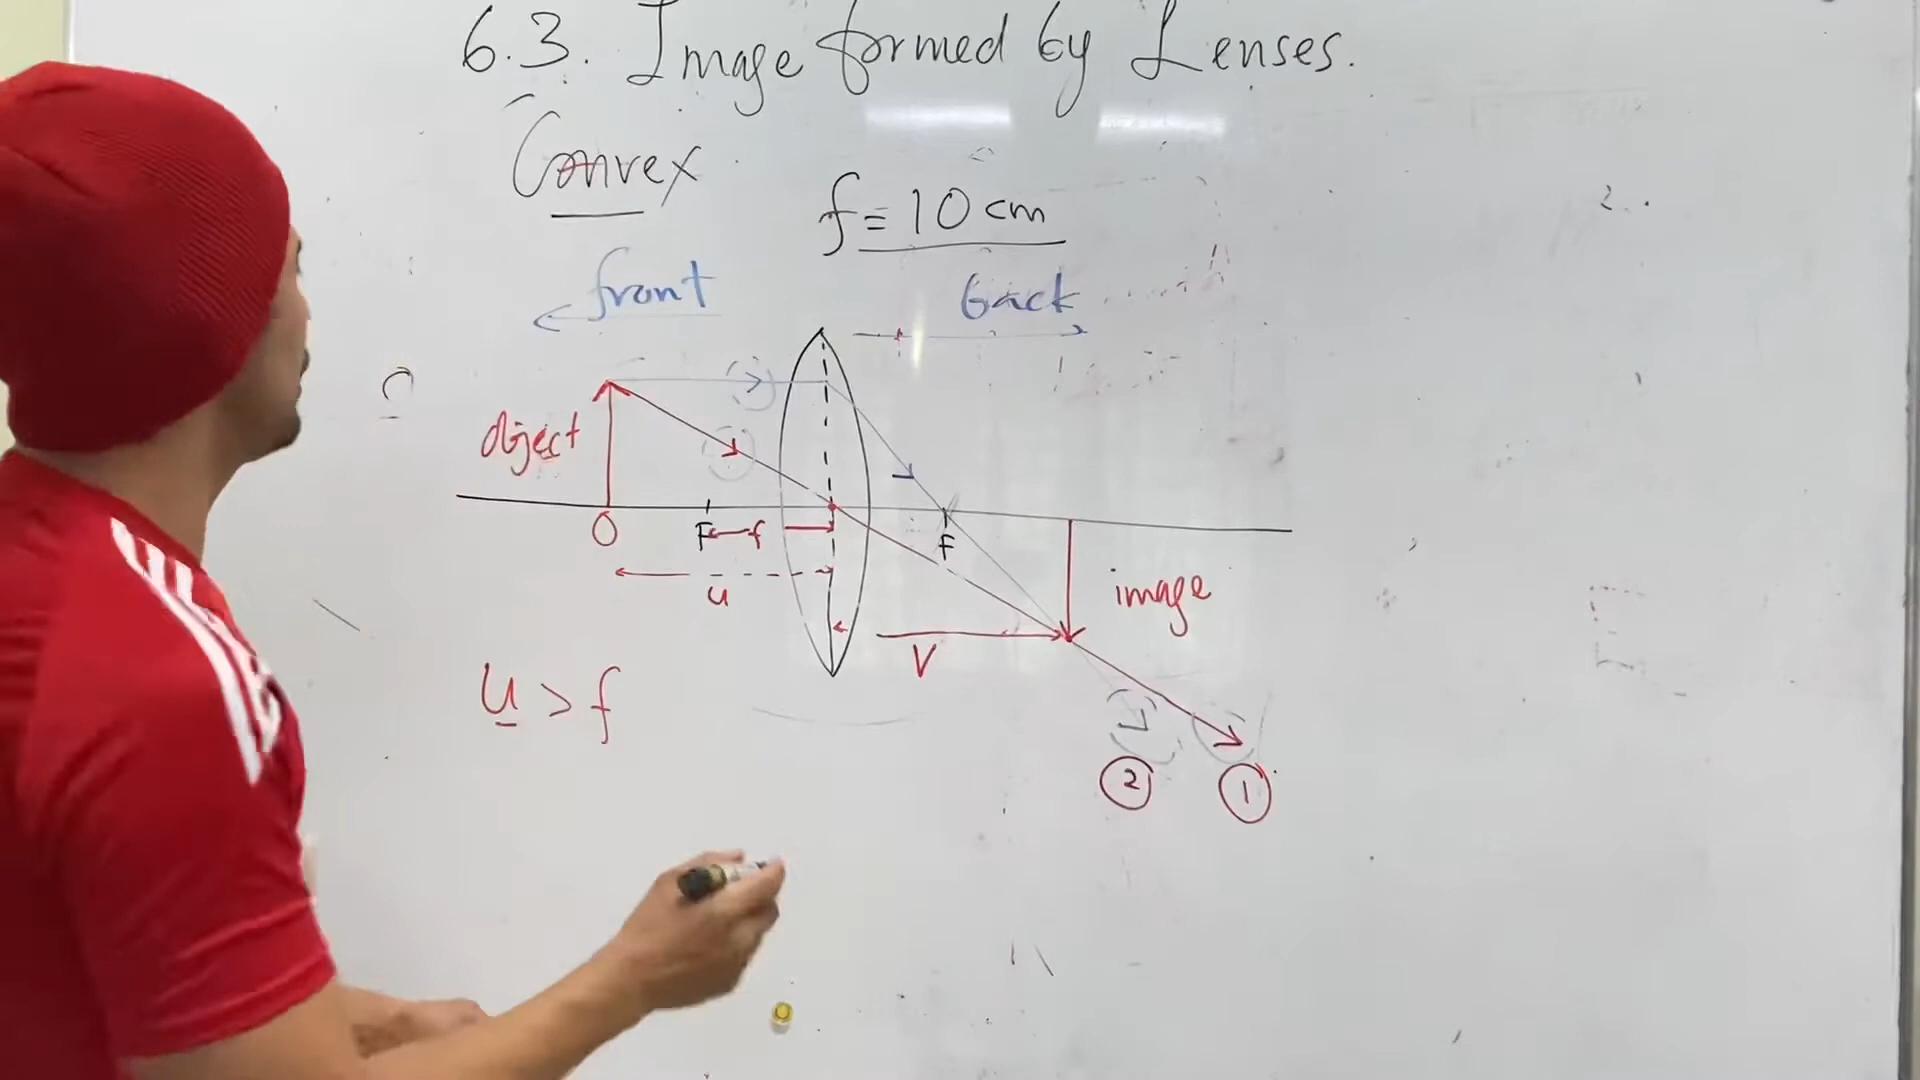 6.3. Image formed by Lenses.
Convex
f = 10 cm
front
back
object
O
F
f
F
u
image
V
u > f
2
1